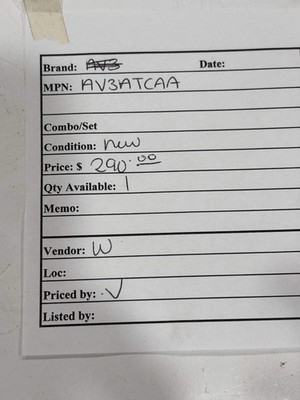 Brand: AV3 Date:
MPN: AV3ATCAA
Combo/Set
Condition: new
Price: $ 290.00
Qty Available: 1
Memo:
Vendor: W
Loc:
Priced by: V
Listed by: